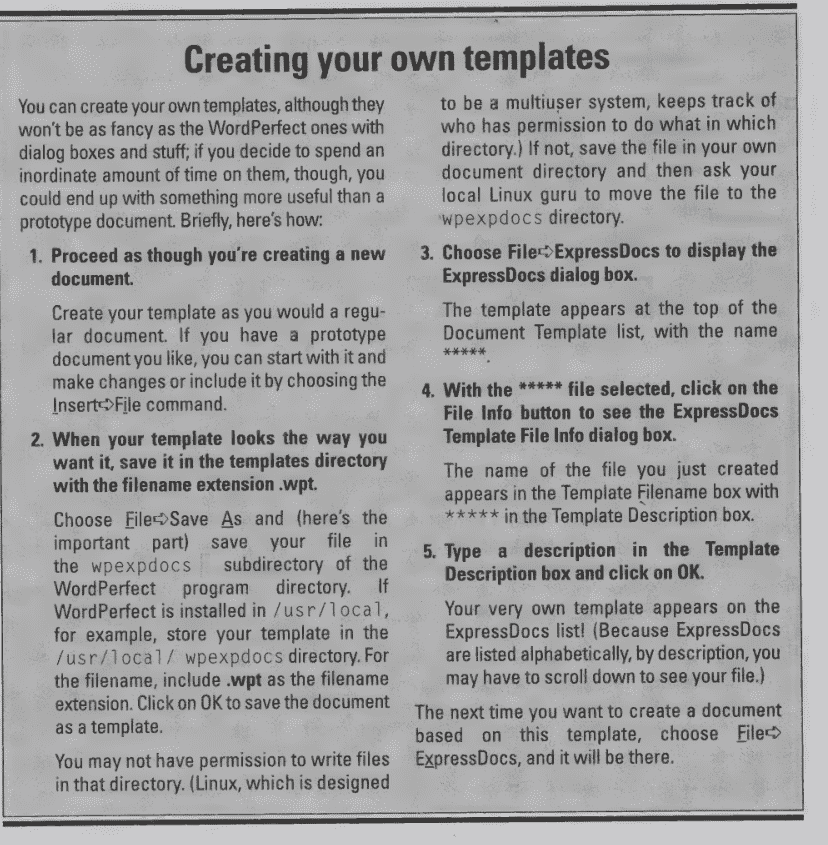 Creating your own templates
You can create your own templates, although they
won't be as fancy as the WordPerfect ones with
dialog boxes and stuff; if you decide to spend an
inordinate amount of time on them, though, you
could end up with something more useful than a
prototype document. Briefly, here's how:
1. Proceed as though you're creating a new
document.
Create your template as you would a regu-
lar document. If you have a prototype
document you like, you can start with it and
make changes or include it by choosing the
Insert➪File command.
2. When your template looks the way you
want it, save it in the templates directory
with the filename extension .wpt.
Choose File➪Save As and (here's the
important part) save your file in
the wpexpdocs subdirectory of the
WordPerfect program directory. If
WordPerfect is installed in /usr/local,
for example, store your template in the
/usr/local/ wpexpdocs directory. For
the filename, include .wpt as the filename
extension. Click on OK to save the document
as a template.
You may not have permission to write files
in that directory. (Linux, which is designed
to be a multiuser system, keeps track of
who has permission to do what in which
directory.) If not, save the file in your own
document directory and then ask your
local Linux guru to move the file to the
wpexpdocs directory.
3. Choose File➪ExpressDocs to display the
ExpressDocs dialog box.
The template appears at the top of the
Document Template list, with the name
*****.
4. With the ***** file selected, click on the
File Info button to see the ExpressDocs
Template File Info dialog box.
The name of the file you just created
appears in the Template Filename box with
***** in the Template Description box.
5. Type a description in the Template
Description box and click on OK.
Your very own template appears on the
ExpressDocs list! (Because ExpressDocs
are listed alphabetically, by description, you
may have to scroll down to see your file.)
The next time you want to create a document
based on this template, choose File➪
ExpressDocs, and it will be there.